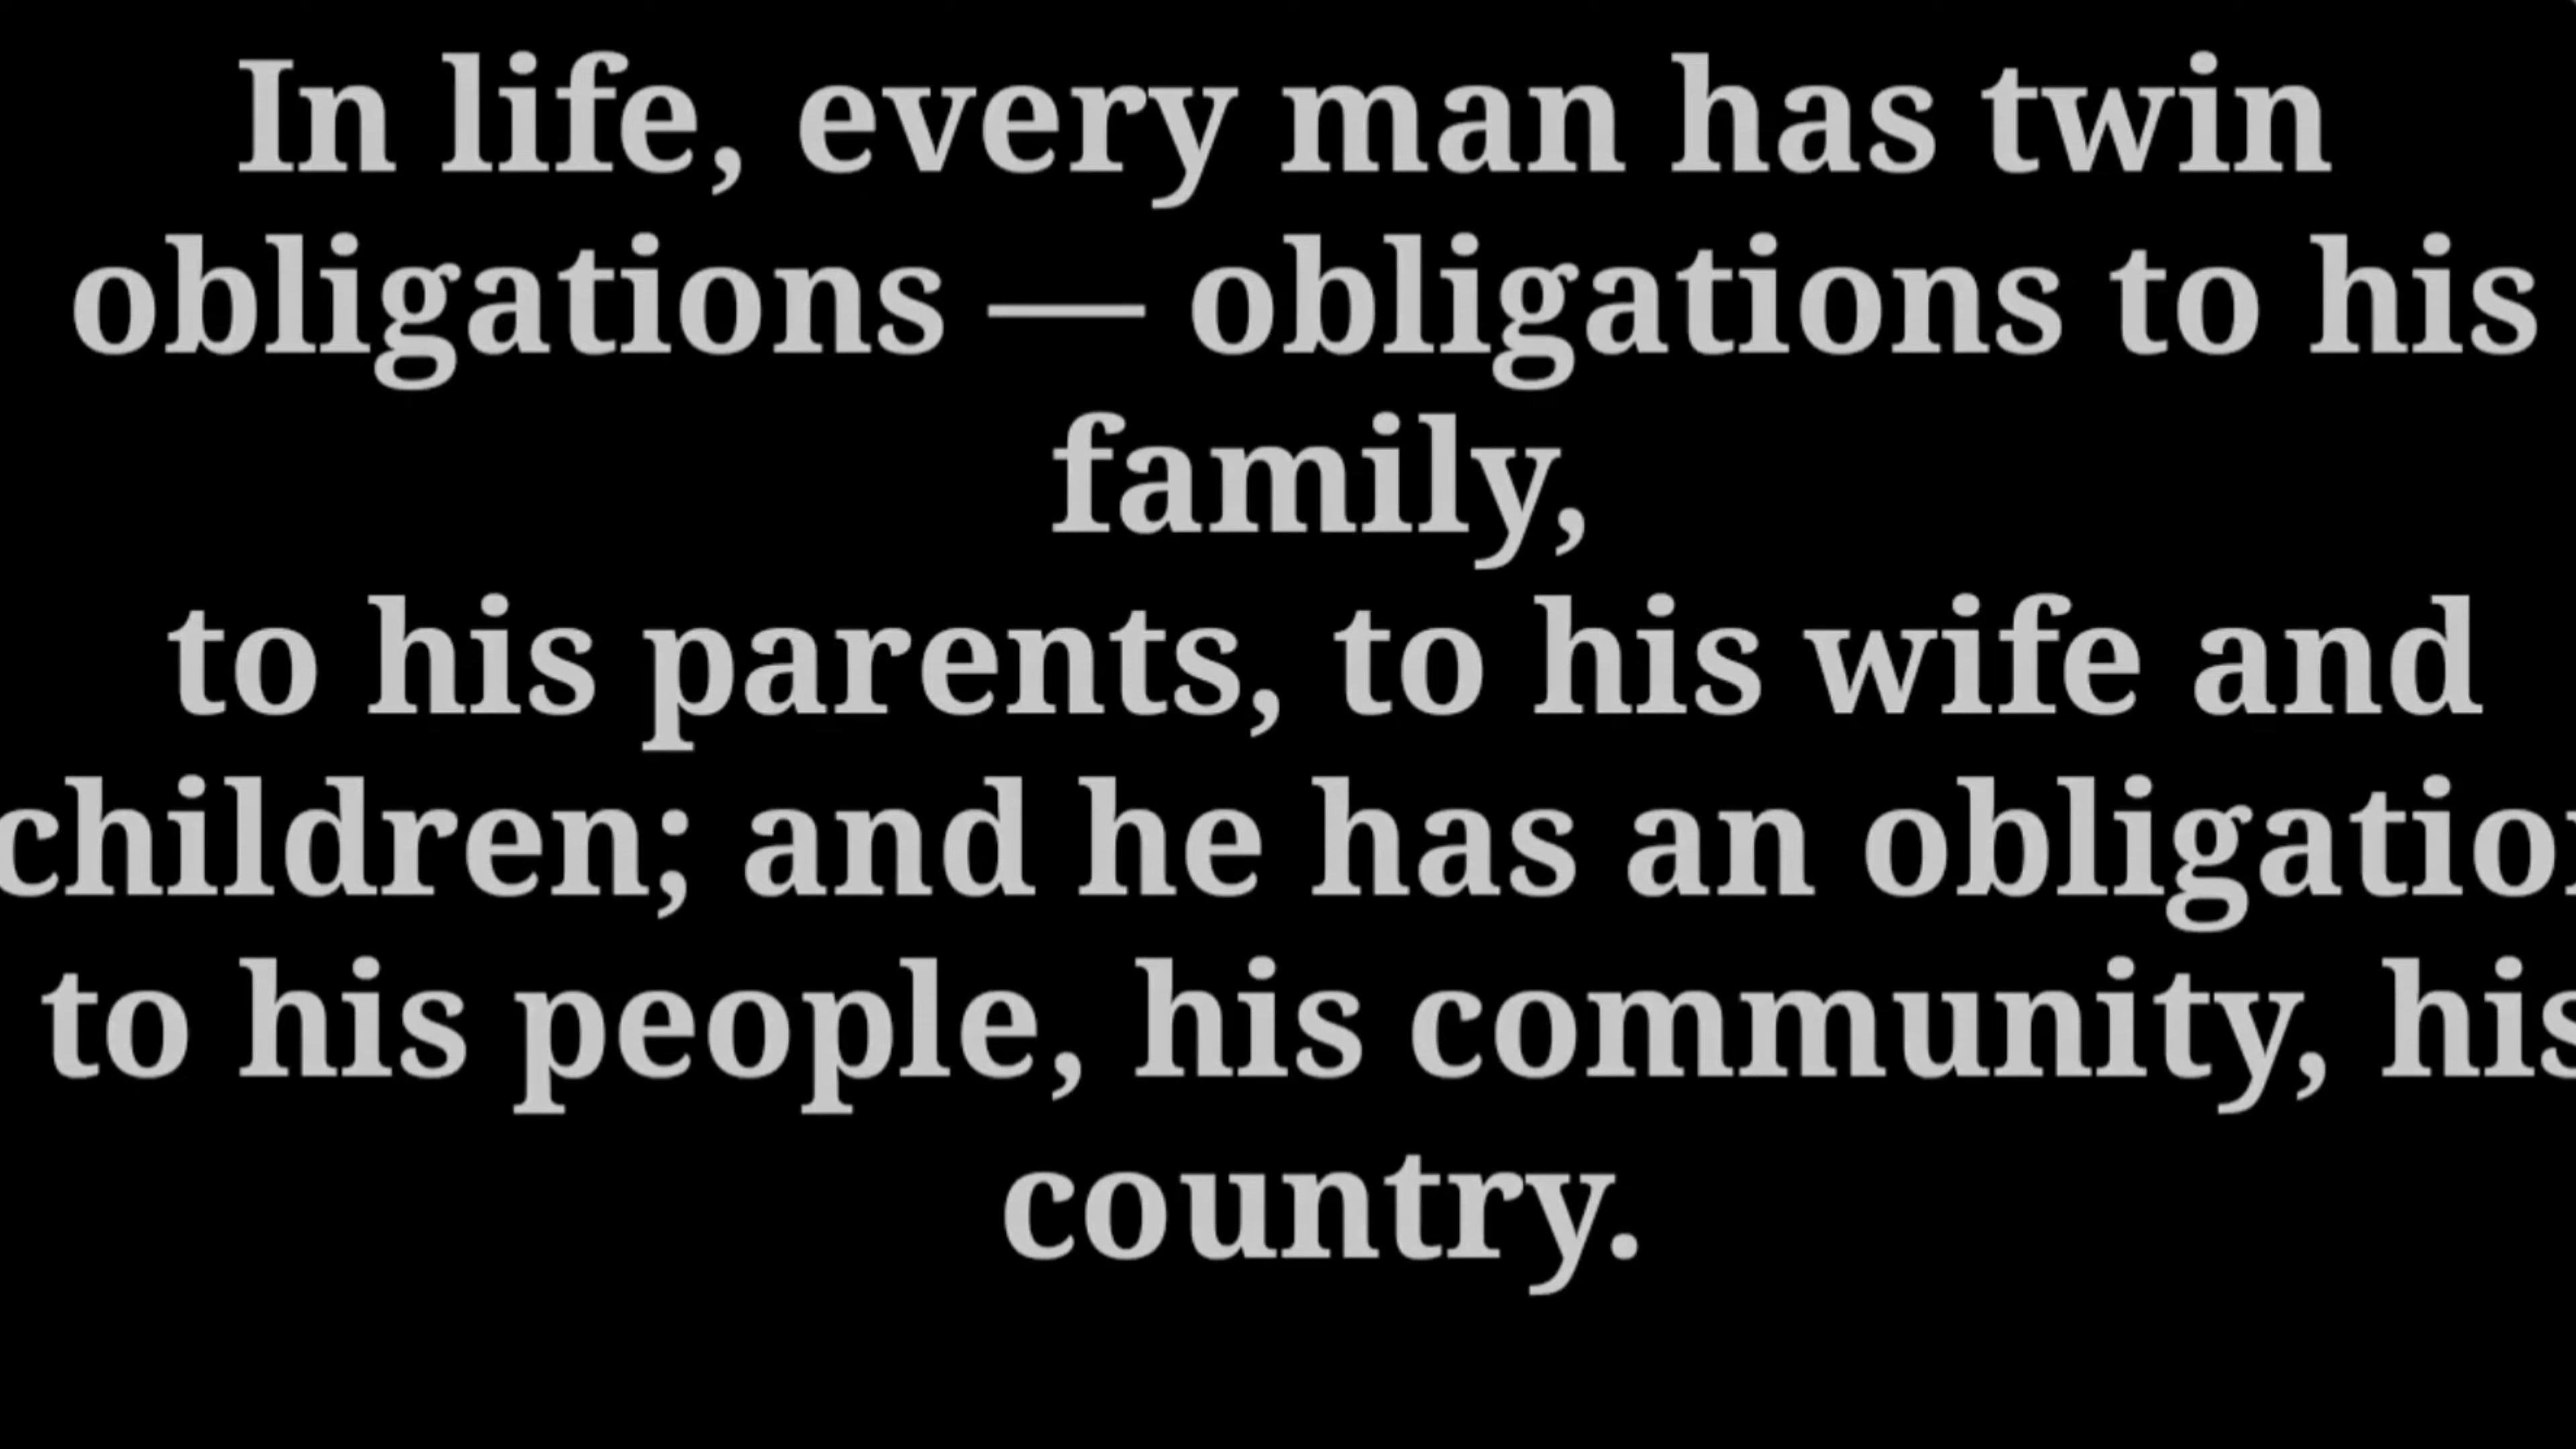 In life, every man has twin
obligations — obligations to his
family,
to his parents, to his wife and
children; and he has an obligation
to his people, his community, his
country.